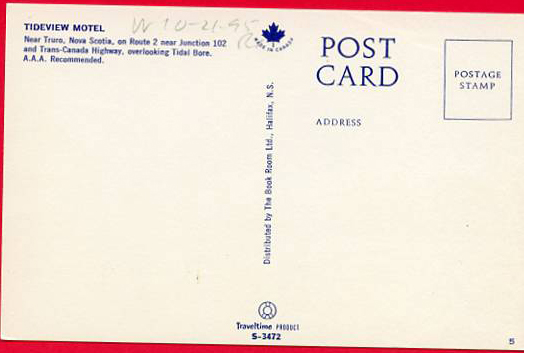 TIDEVIEW MOTEL
Near Truro, Nova Scotia, on Route 2 near Junction 102
and Trans-Canada Highway, overlooking Tidal Bore.
A.A.A. Recommended.
W 10-21-95
MADE IN CANADA
POST
CARD
POSTAGE
STAMP
ADDRESS
Distributed by The Book Room Ltd., Halifax, N.S.
Traveltime PRODUCT
S-3472
5